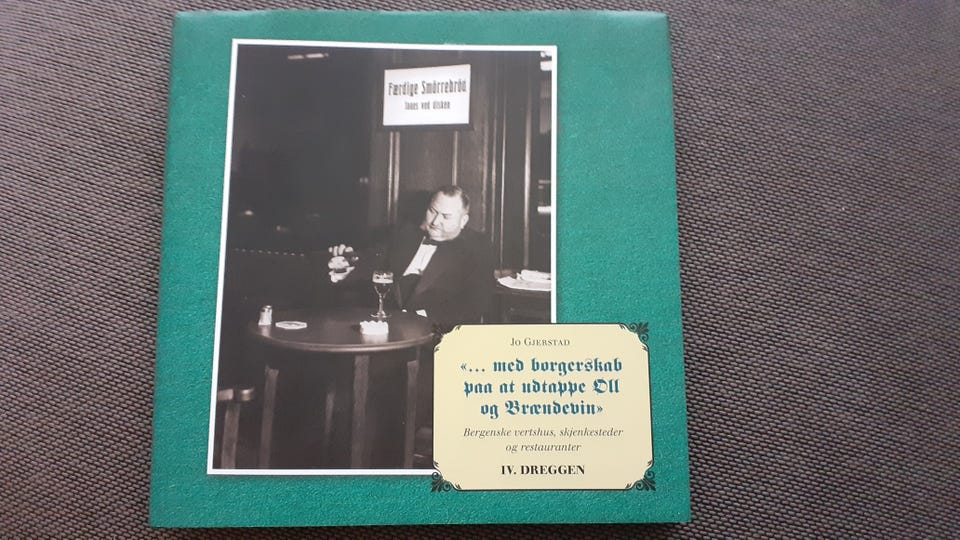 Færdige Smörrebröd
faaes ved disken
JO GJERSTAD
«... med borgerskab
paa at udtappe Øll
og Brændevin»
Bergenske vertshus, skjenkesteder
og restauranter
IV. DREGGEN